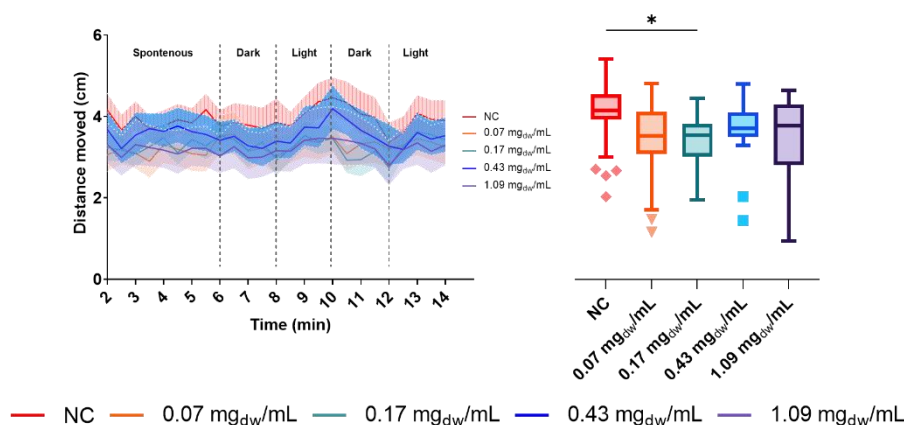 *
6
Spontenous Dark Light Dark Light
4
2
0
Distance moved (cm)
2 3 4 5 6 7 8 9 10 11 12 13 14
Time (min)
NC
0.07 mgdw/mL
0.17 mgdw/mL
0.43 mgdw/mL
1.09 mgdw/mL
NC
0.07 mgdw/mL
0.17 mgdw/mL
0.43 mgdw/mL
1.09 mgdw/mL
NC 0.07 mgdw/mL 0.17 mgdw/mL 0.43 mgdw/mL 1.09 mgdw/mL